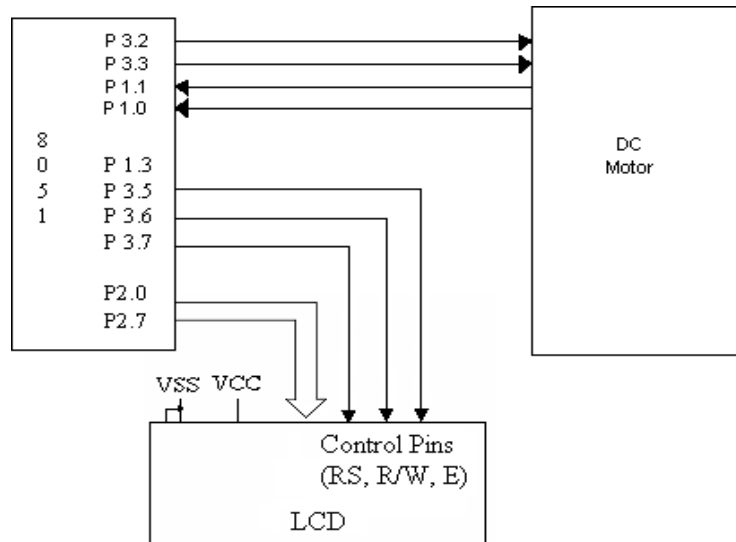 P 3.2
P 3.3
P 1.1
P 1.0
8
0
5
1
P 1.3
P 3.5
P 3.6
P 3.7
P2.0
P2.7
DC
Motor
VSS VCC
Control Pins
(RS, R/W, E)
LCD